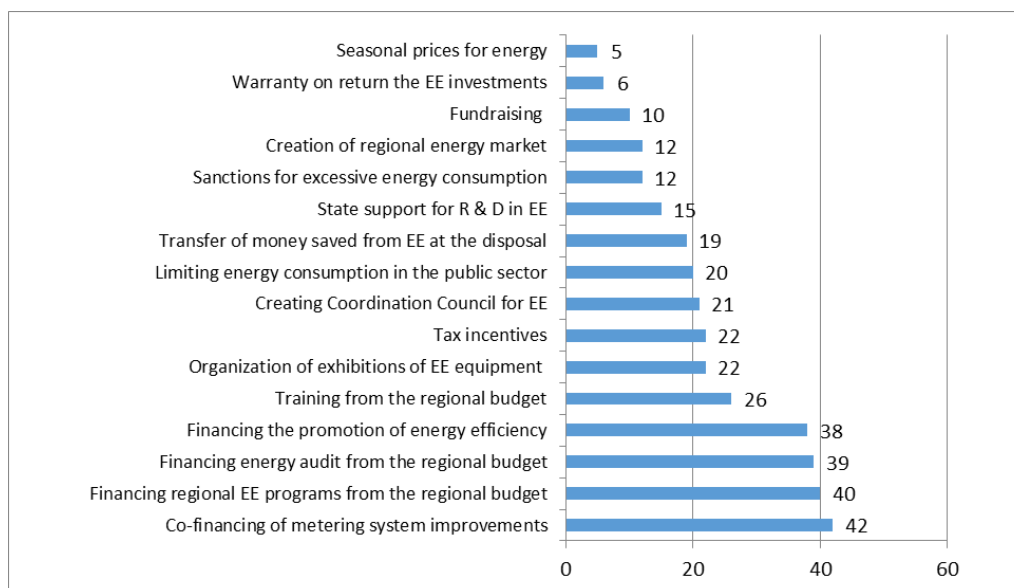 Seasonal prices for energy 5
Warranty on return the EE investments 6
Fundraising 10
Creation of regional energy market 12
Sanctions for excessive energy consumption 12
State support for R & D in EE 15
Transfer of money saved from EE at the disposal 19
Limiting energy consumption in the public sector 20
Creating Coordination Council for EE 21
Tax incentives 22
Organization of exhibitions of EE equipment 22
Training from the regional budget 26
Financing the promotion of energy efficiency 38
Financing energy audit from the regional budget 39
Financing regional EE programs from the regional budget 40
Co-financing of metering system improvements 42
0 20 40 60